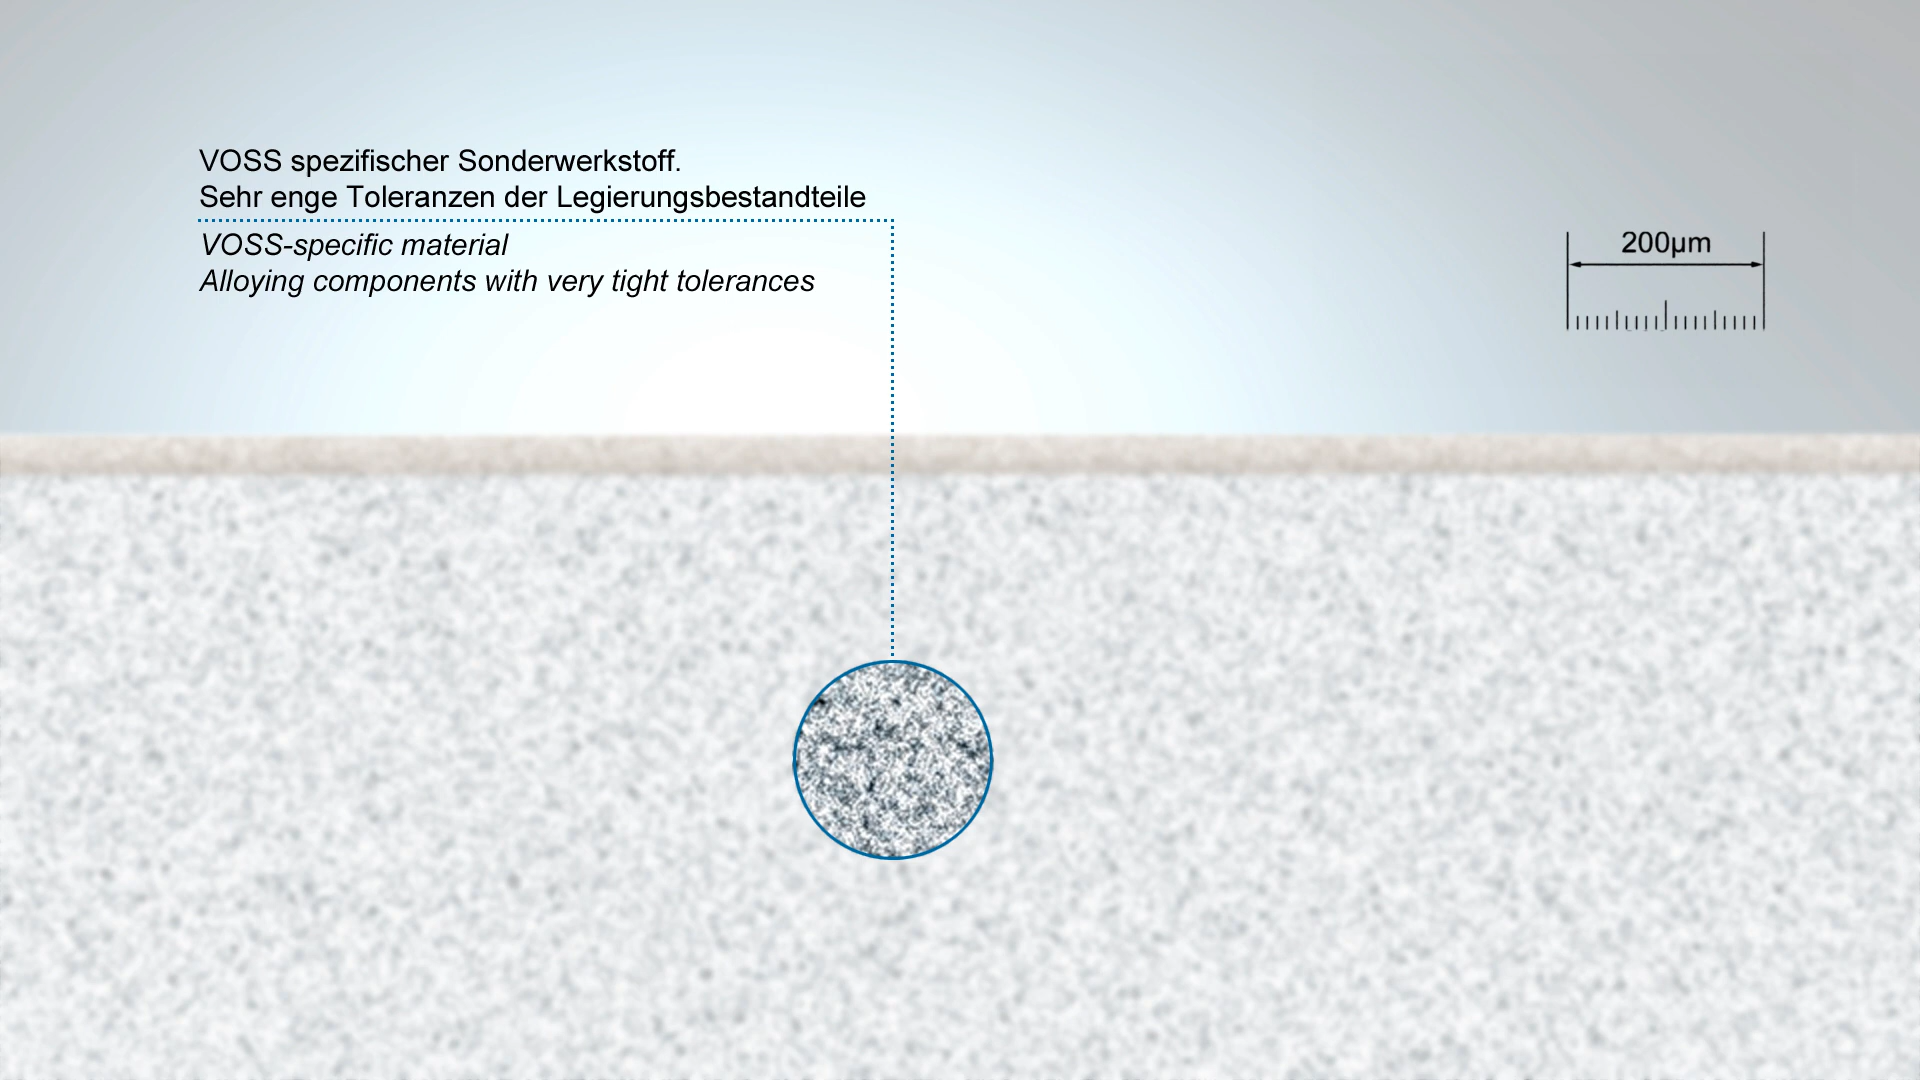 VOSS spezifischer Sonderwerkstoff.
Sehr enge Toleranzen der Legierungsbestandteile
VOSS-specific material
Alloying components with very tight tolerances
200µm